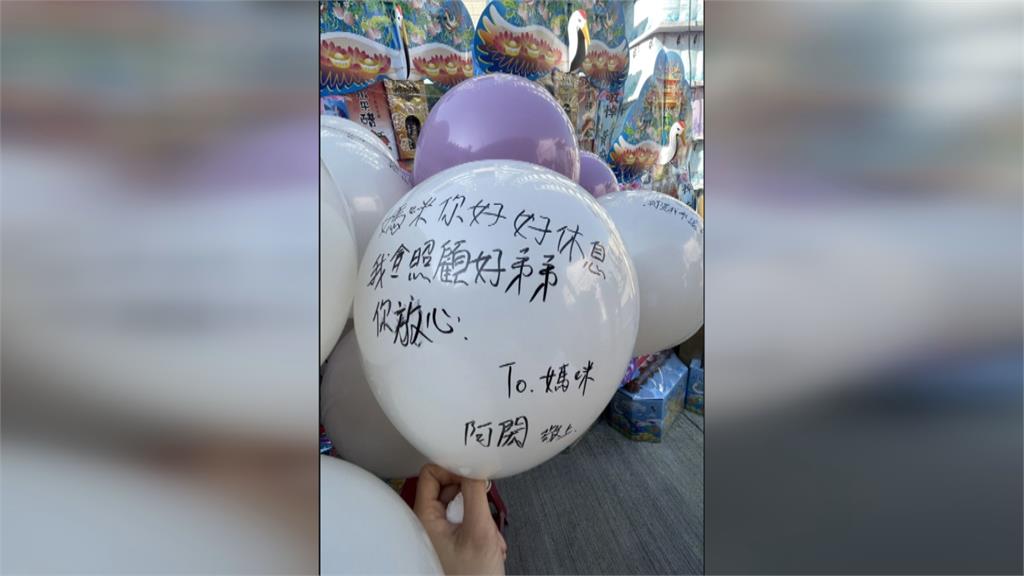 媽咪你好好休息
我會照顧好弟弟
你放心:
To.媽咪
阿閎 敬上.